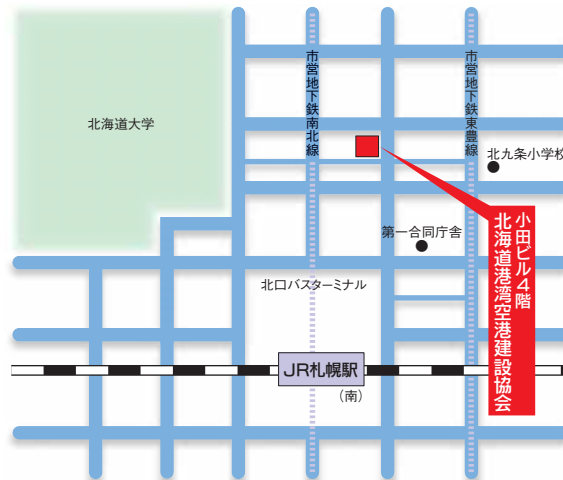 北海道大学
市営地下鉄南北線
市営地下鉄東豊線
北九条小学校
第一合同庁舎
小田ビル4階
北海道港湾空港建設協会
北口バスターミナル
JR札幌駅
(南)